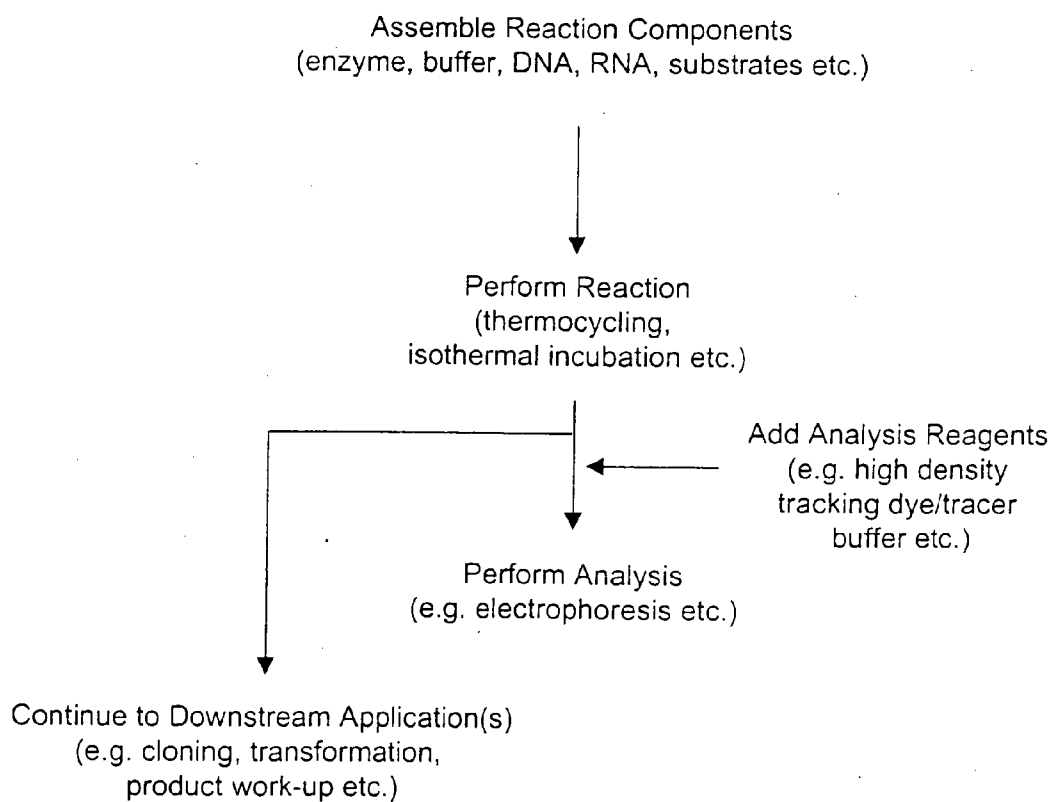 Assemble Reaction Components
(enzyme, buffer, DNA, RNA, substrates etc.)
Perform Reaction
(thermocycling,
isothermal incubation etc.)
Add Analysis Reagents
(e.g. high density
tracking dye/tracer
buffer etc.)
Perform Analysis
(e.g. electrophoresis etc.)
Continue to Downstream Application(s)
(e.g. cloning, transformation,
product work-up etc.)